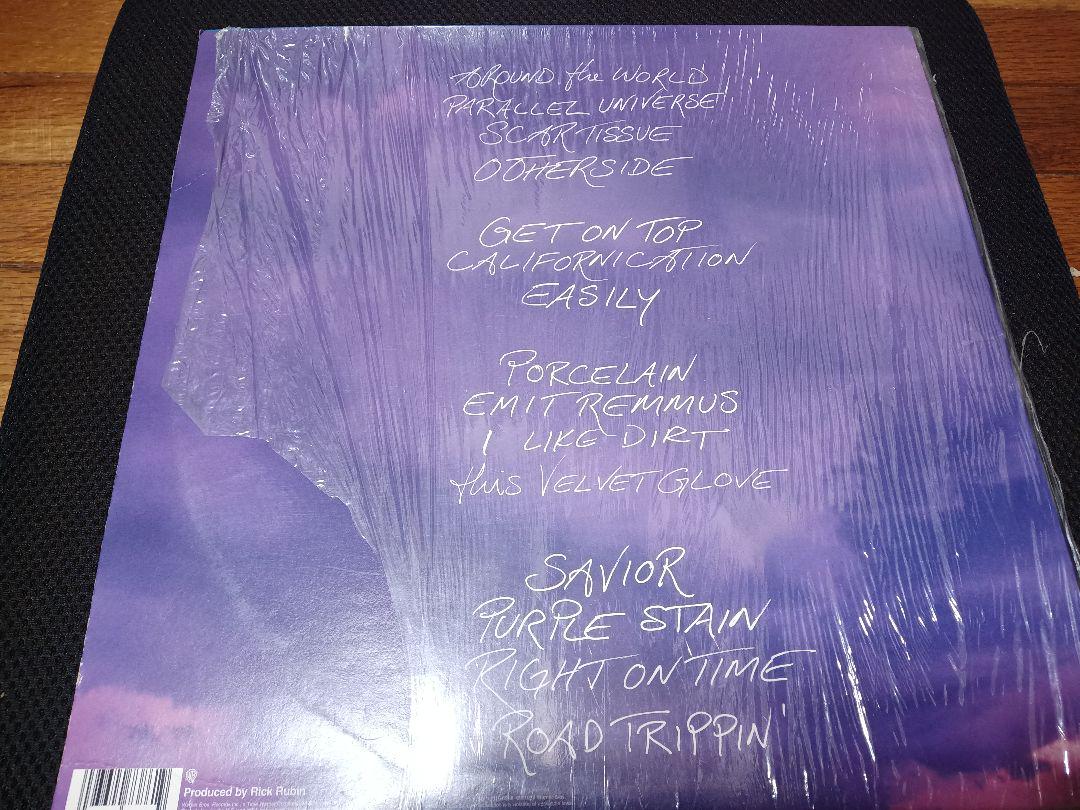 AROUND the WORLD
PARALLEL UNIVERSE
SCAR TISSUE
OTHERSIDE
GET ON TOP
CALIFORNICATION
EASILY
PORCELAIN
EMIT REMMUS
I LIKE DIRT
this VELVET GLOVE
SAVIOR
PURPLE STAIN
RIGHT ON TIME
ROAD TRIPPIN'
Produced by Rick Rubin